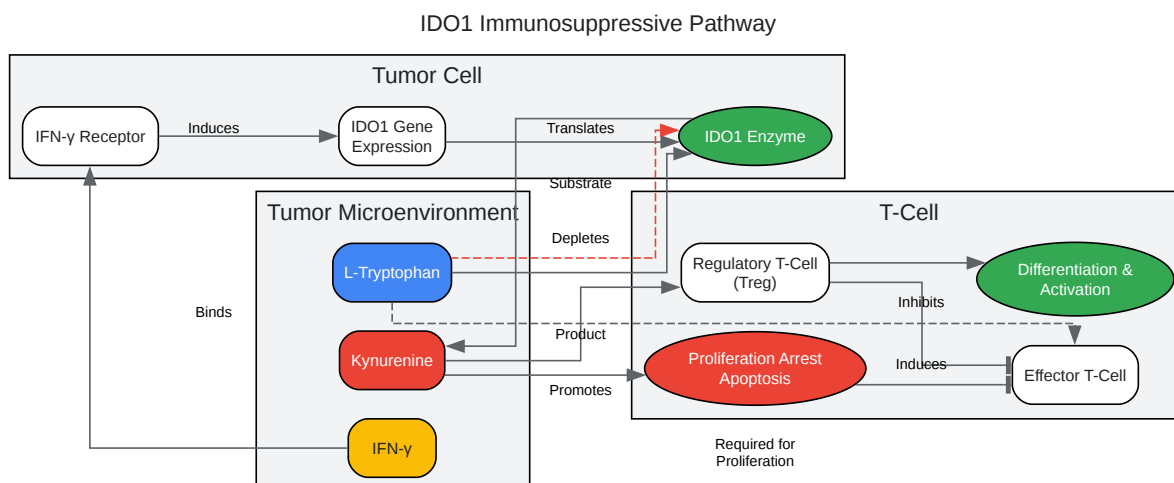 IDO1 Immunosuppressive Pathway
Tumor Cell
IFN-γ Receptor
Induces
IDO1 Gene
Expression
Translates
IDO1 Enzyme
Substrate
Tumor Microenvironment
T-Cell
Depletes
L-Tryptophan
Regulatory T-Cell
(Treg)
Differentiation &
Activation
Inhibits
Binds
Product
Kynurenine
Proliferation Arrest
Apoptosis
Induces
Effector T-Cell
Promotes
IFN-γ
Required for
Proliferation